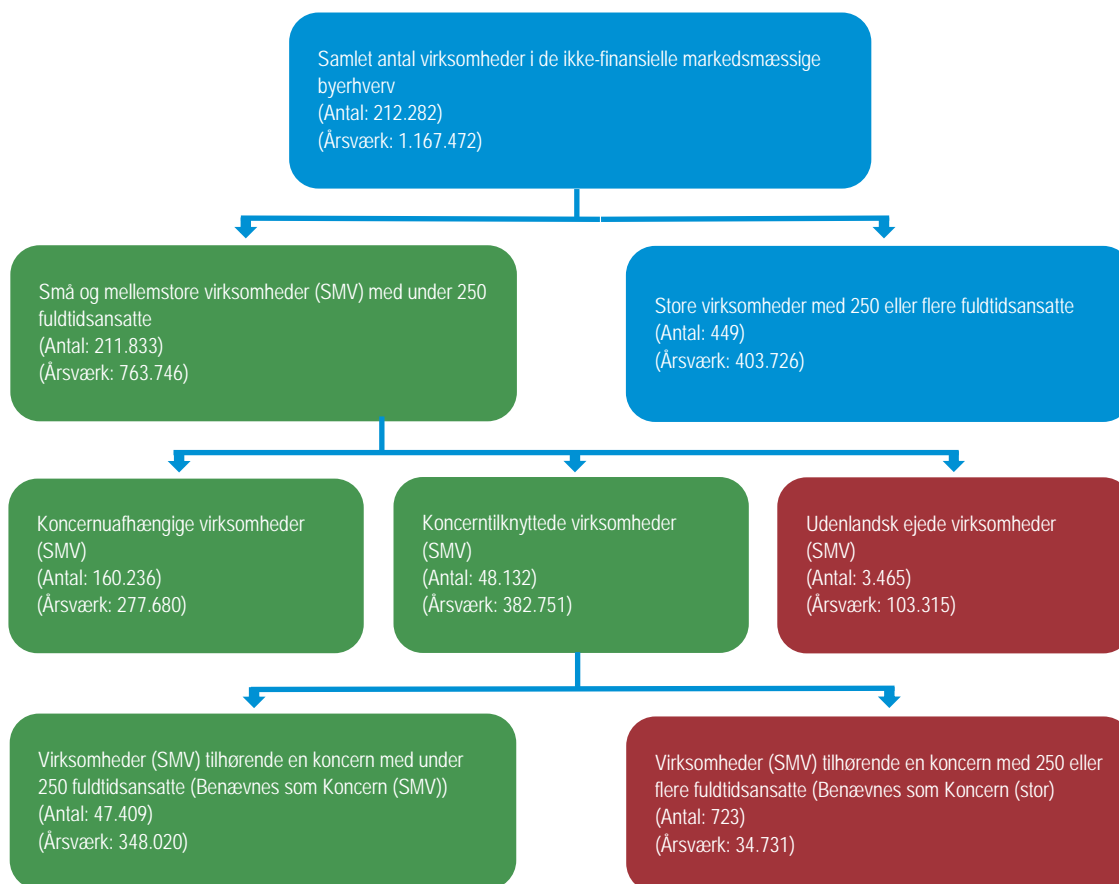 Samlet antal virksomheder i de ikke-finansielle markedsmæssige
byerhverv
(Antal: 212.282)
(Årsværk: 1.167.472)
Små og mellemstore virksomheder (SMV) med under 250
fuldtidsansatte
(Antal: 211.833)
(Årsværk: 763.746)
Store virksomheder med 250 eller flere fuldtidsansatte
(Antal: 449)
(Årsværk: 403.726)
Koncernuafhængige virksomheder
(SMV)
(Antal: 160.236)
(Årsværk: 277.680)
Koncerntilknyttede virksomheder
(SMV)
(Antal: 48.132)
(Årsværk: 382.751)
Udenlandsk ejede virksomheder
(SMV)
(Antal: 3.465)
(Årsværk: 103.315)
Virksomheder (SMV) tilhørende en koncern med under
250 fuldtidsansatte (Benævnes som Koncern (SMV))
(Antal: 47.409)
(Årsværk: 348.020)
Virksomheder (SMV) tilhørende en koncern med 250 eller
flere fuldtidsansatte (Benævnes som Koncern (stor)
(Antal: 723)
(Årsværk: 34.731)